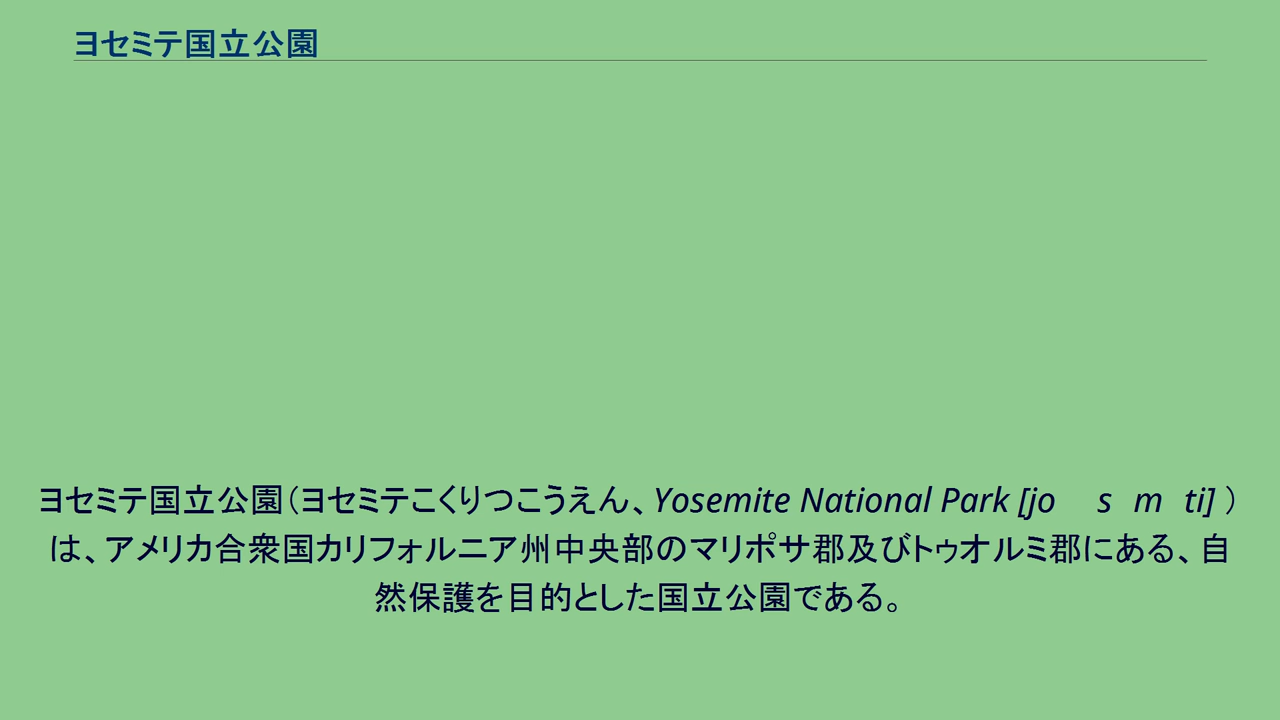 ヨセミテ国立公園
ヨセミテ国立公園（ヨセミテこくりつこうえん、Yosemite National Park [jo s m ti] ）
は、アメリカ合衆国カリフォルニア州中央部のマリポサ郡及びトゥオルミ郡にある、自
然保護を目的とした国立公園である。